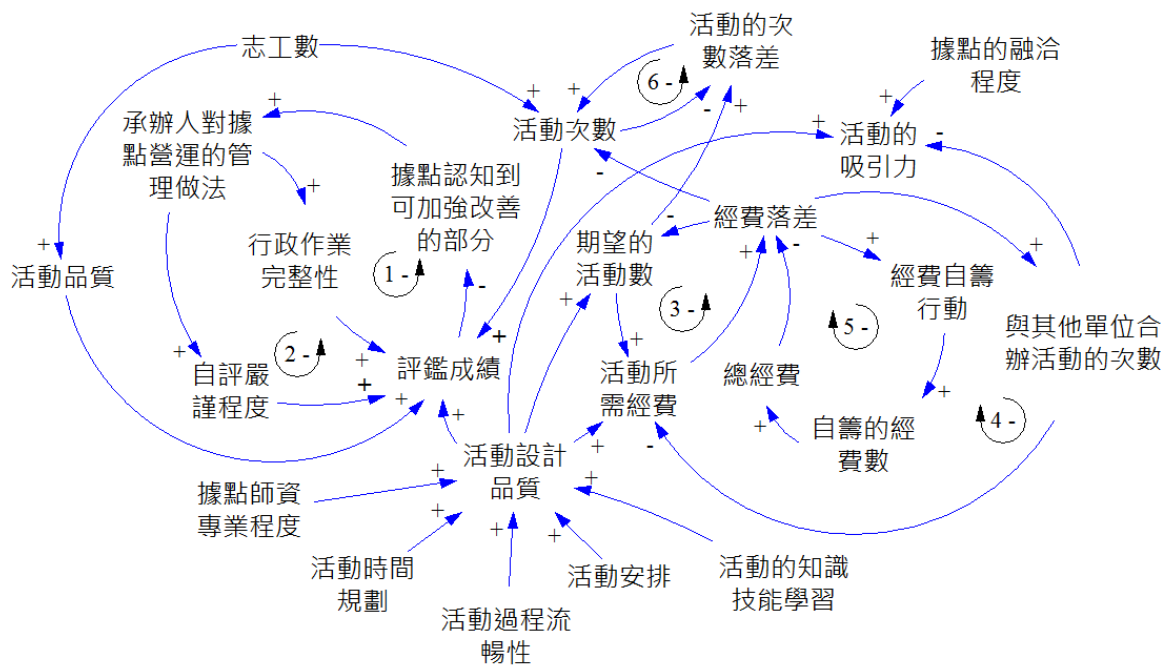 志工數
活動的次
數落差
據點的融洽
程度
6 -
承辦人對據
點營運的管
理做法
活動次數
活動的
吸引力
據點認知到
可加強改善
的部分
經費落差
期望的
活動數
行政作業
完整性
1 -
活動品質
經費自籌
行動
3 -
5 -
與其他單位合
辦活動的次數
2 -
自評嚴
謹程度
評鑑成績
活動所
需經費
總經費
4 -
自籌的經
費數
活動設計
品質
據點師資
專業程度
活動時間
規劃
活動過程流
暢性
活動安排
活動的知識
技能學習